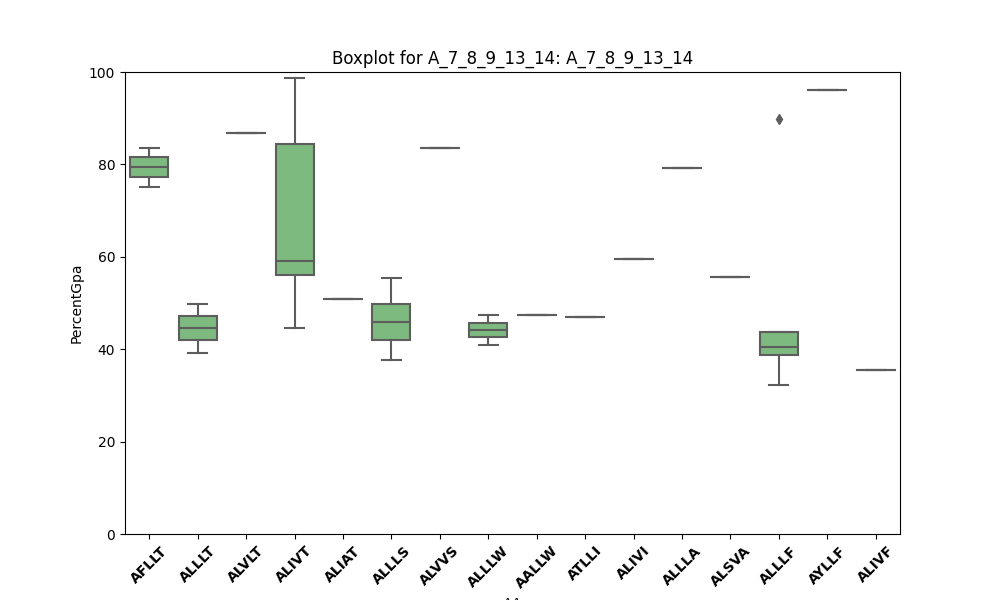 Boxplot for A_7_8_9_13_14: A_7_8_9_13_14
100
80
60
40
20
0
PercentGpa
AFLLT
ALLLT
ALVLT
ALIVT
ALIAT
ALLLS
ALVVS
ALLLW
AALLW
ATLLI
ALIVI
ALLLA
ALSVA
ALLLF
AYLLF
ALIVF